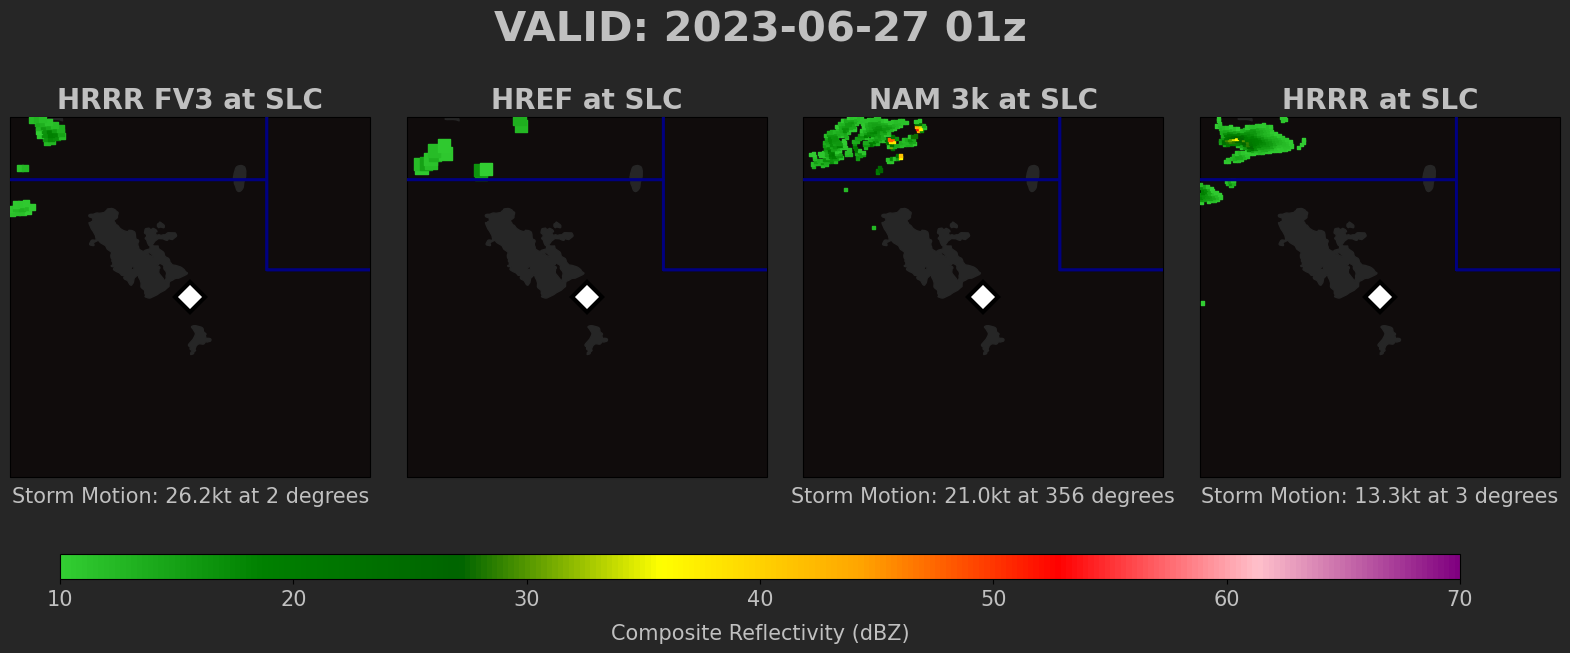 VALID: 2023-06-27 01z
HRRR FV3 at SLC
HREF at SLC
NAM 3k at SLC
HRRR at SLC
Storm Motion: 26.2kt at 2 degrees
Storm Motion: 21.0kt at 356 degrees
Storm Motion: 13.3kt at 3 degrees
10 20 30 40 50 60 70
Composite Reflectivity (dBZ)